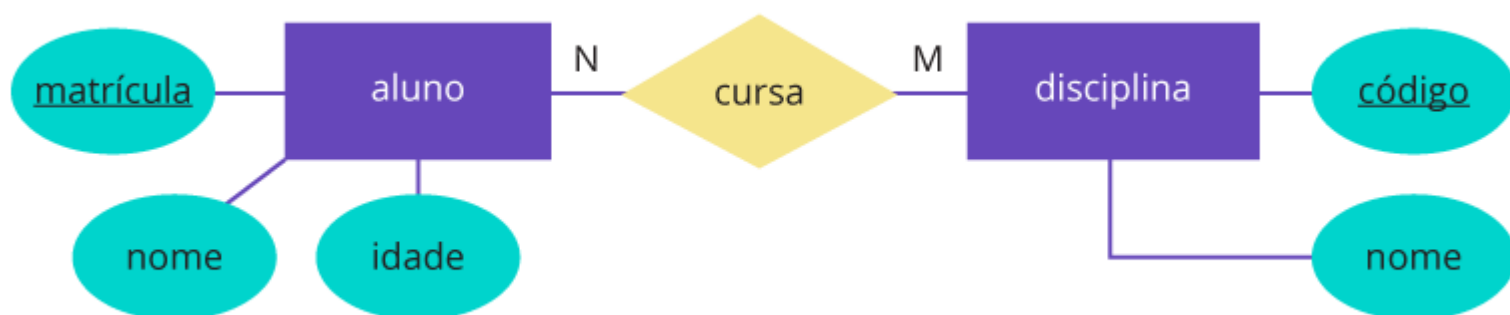 matrícula
aluno
N
cursa
M
disciplina
código
nome
idade
nome